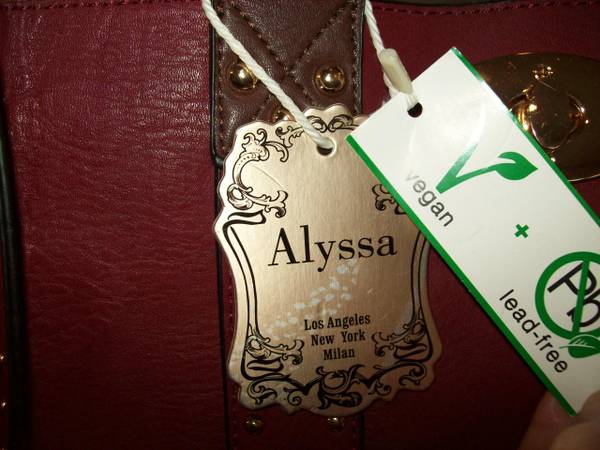 Alyssa
Los Angeles
New York
Milan
vegan
+
lead-free
Pb